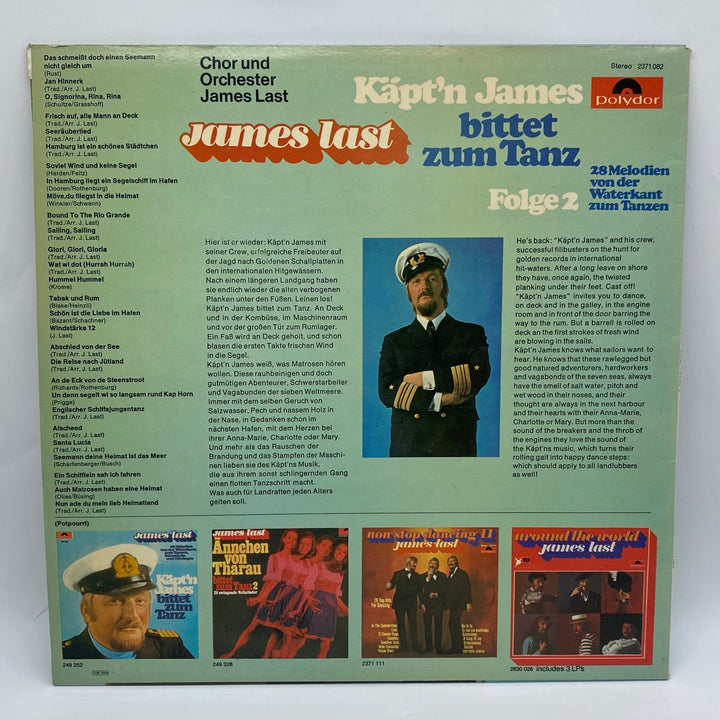 Das schmeißt doch einen Seemann
nicht gleich um
(Rust)
Jan Hinnerk
(Trad./Arr. J. Last)
O, Signorina, Rina, Rina
(Schultze/Grasshoff)
Frisch auf, alle Mann an Deck
(Trad./Arr. J. Last)
Seeräuberlied
(Trad./Arr. J. Last)
Hamburg ist ein schönes Städtchen
(Trad./Arr. J. Last)
Soviel Wind und keine Segel
(Harden/Feltz)
In Hamburg liegt ein Segelschiff im Hafen
(Dooren/Rothenburg)
Möve, du fliegst in die Heimat
(Winkler/Schwenn)
Bound To The Rio Grande
(Trad./Arr. J. Last)
Sailing, Sailing
(Trad./Arr. J. Last)
Glori, Glori, Gloria
(Trad./Arr. J. Last)
Wat wi dot (Hurrah Hurrah)
(Trad./Arr. J. Last)
Hummel Hummel
(Krome)
Tabak und Rum
(Blake/Heinzli)
Schön ist die Liebe im Hafen
(Bazant/Schachner)
Windstärke 12
(J. Last)
Abschied von der See
(Trad./Arr. J. Last)
Die Reise nach Jütland
(Trad./Arr. J. Last)
An de Eck von de Steenstroot
(Richards/Rothenburg)
Un denn segelt wi so langsam rund Kap Horn
(Prigge)
Englischer Schiffsjungentanz
(Trad./Arr. J. Last)
Afscheed
(Trad./Arr. J. Last)
Santa Lucia
(Trad./Arr. J. Last)
Seemann deine Heimat ist das Meer
(Scharfenberger/Busch)
Ein Schifflein sah ich fahren
(Trad./Arr. J. Last)
Auch Matrosen haben eine Heimat
(Olias/Büsing)
Nun ade du mein lieb Heimatland
(Trad./Arr. J. Last)
(Potpourri)
Chor und
Orchester
James Last
james last
Stereo 2371 082
polydor
Käpt'n James
bittet
zum Tanz
Folge 2
28 Melodien
von der
Waterkant
zum Tanzen
Hier ist er wieder: Käpt'n James mit
seiner Crew, erfolgreiche Freibeuter auf
der Jagd nach Goldenen Schallplatten in
den internationalen Hitgewässern.
Nach einem längeren Landgang haben
sie endlich wieder die alten verbogenen
Planken unter den Füßen. Leinen los!
Käpt'n James bittet zum Tanz. An Deck
und in der Kombüse, im Maschinenraum
und vor der großen Tür zum Rumlager.
Ein Faß wird an Deck geholt, und schon
blasen die ersten Takte frischen Wind
in die Segel.
Käpt'n James weiß, was Matrosen hören
wollen. Diese rauhbeinigen und doch
gutmütigen Abenteurer, Schwerstarbeiter
und Vagabunden der sieben Weltmeere.
Immer mit dem selben Geruch von
Salzwasser, Pech und nassem Holz in
der Nase, in Gedanken schon im
nächsten Hafen, mit dem Herzen bei
ihrer Anna-Marie, Charlotte oder Mary.
Und mehr als das Rauschen der
Brandung und das Stampfen der Maschi-
nen lieben sie des Käpt'ns Musik,
die aus ihrem sonst schlingernden Gang
einen flotten Tanzschritt macht.
Was auch für Landratten jeden Alters
gelten soll.
He's back: "Käpt'n James" and his crew,
successful filibusters on the hunt for
golden records in international
hit-waters. After a long leave on shore
they have, once again, the twisted
planking under their feet. Cast off!
"Käpt'n James" invites you to dance,
on deck and in the galley, in the engine
room and in front of the door barring the
way to the rum. But a barrel is rolled on
deck an the first strokes of fresh wind
are blowing in the sails.
Käpt'n James knows what sailors want to
hear. He knows that these rawlegged but
good natured adventurers, hardworkers
and vagabonds of the seven seas, always
have the smell of salt water, pitch and
wet wood in their noses, and their
thought are always in the next harbour
and their hearts with their Anna-Marie,
Charlotte or Mary. But more than the
sound of the breakers and the throb of
the engines they love the sound of
the Käpt'ns music, which turns their
rolling gait into happy dance steps:
which should apply to all landlubbers
as well!
james last
Käpt'n
James
bittet
zum
Tanz
249 252
james last
Ännchen
von
Tharau
bittet
zum Tanz 2
28 swingende Volkslieder
249 326
non stop dancing 11
james last
28 Top Hits
For Dancing
2371 111
around the world
james last
2630 026 includes 3 LP's